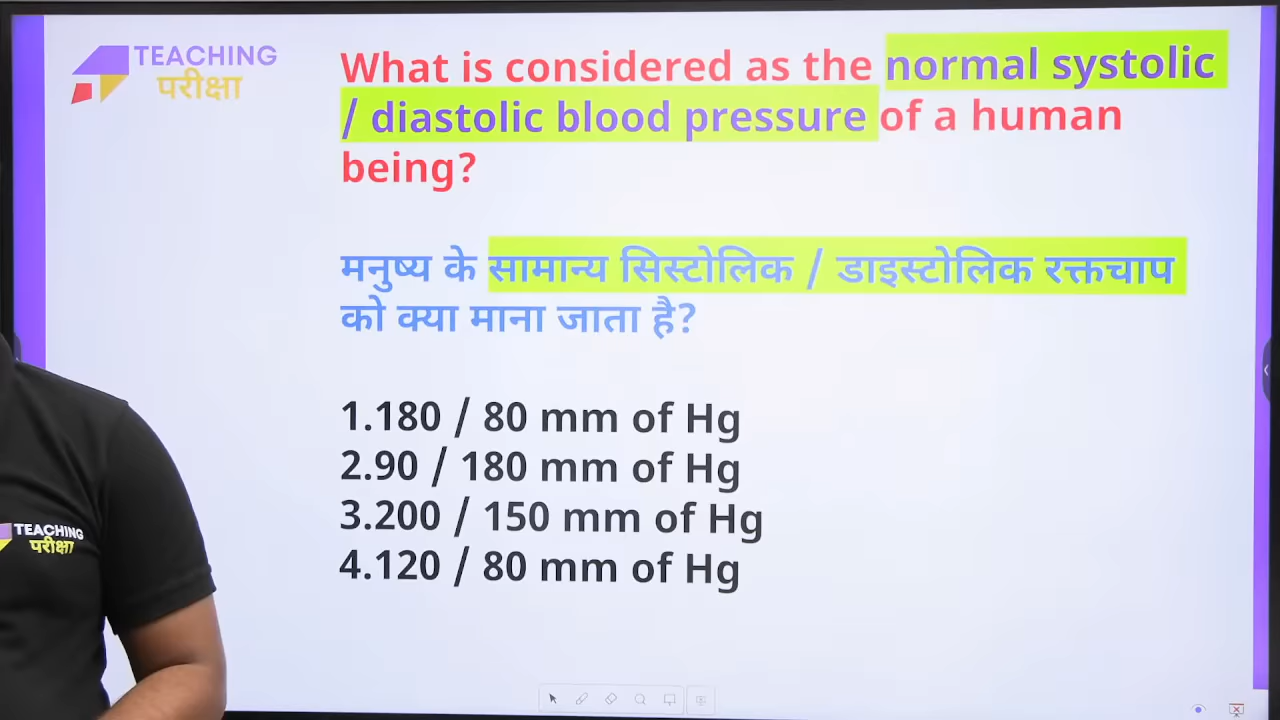 TEACHING
परीक्षा
What is considered as the normal systolic
/ diastolic blood pressure of a human
being?
मनुष्य के सामान्य सिस्टोलिक / डाइस्टोलिक रक्तचाप
को क्या माना जाता है?
1.180 / 80 mm of Hg
2.90 / 180 mm of Hg
3.200 / 150 mm of Hg
4.120 / 80 mm of Hg
TEACHING
परीक्षा